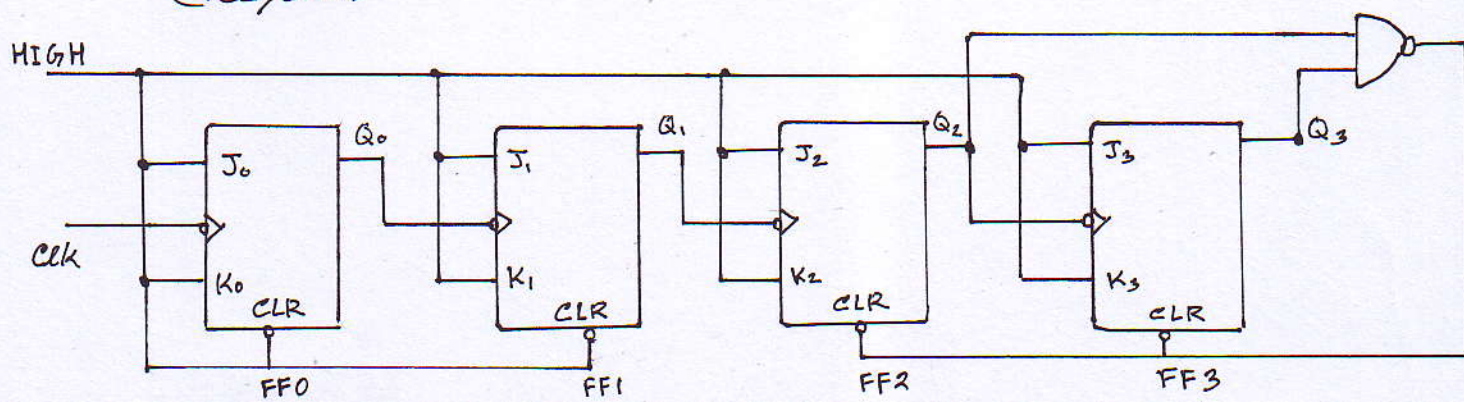 HIGH
Q₀ Q₁ Q₂ Q₃
J₀ J₁ J₂ J₃
Clk
K₀ K₁ K₂ K₃
CLR CLR CLR CLR
FF0 FF1 FF2 FF3